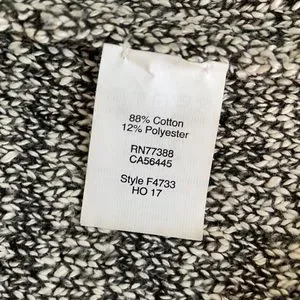 88% Cotton
12% Polyester
RN77388
CA56445
Style F4733
HO 17